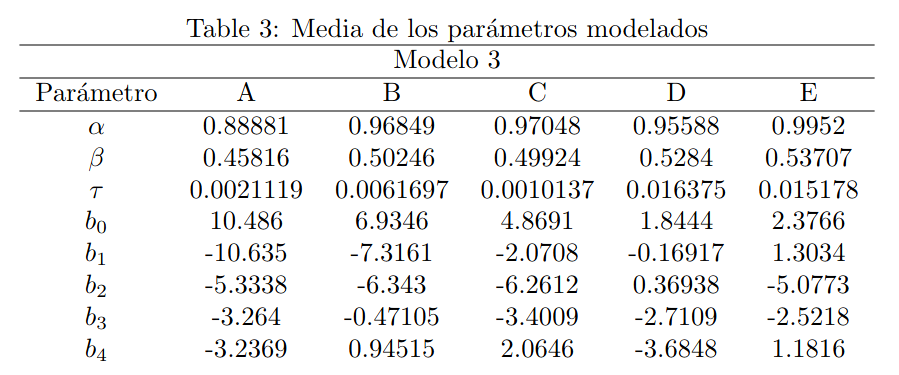 Table 3: Media de los parámetros modelados
Modelo 3
Parámetro A B C D E
α 0.88881 0.96849 0.97048 0.95588 0.9952
β 0.45816 0.50246 0.49924 0.5284 0.53707
τ 0.0021119 0.0061697 0.0010137 0.016375 0.015178
b₀ 10.486 6.9346 4.8691 1.8444 2.3766
b₁ -10.635 -7.3161 -2.0708 -0.16917 1.3034
b₂ -5.3338 -6.343 -6.2612 0.36938 -5.0773
b₃ -3.264 -0.47105 -3.4009 -2.7109 -2.5218
b₄ -3.2369 0.94515 2.0646 -3.6848 1.1816